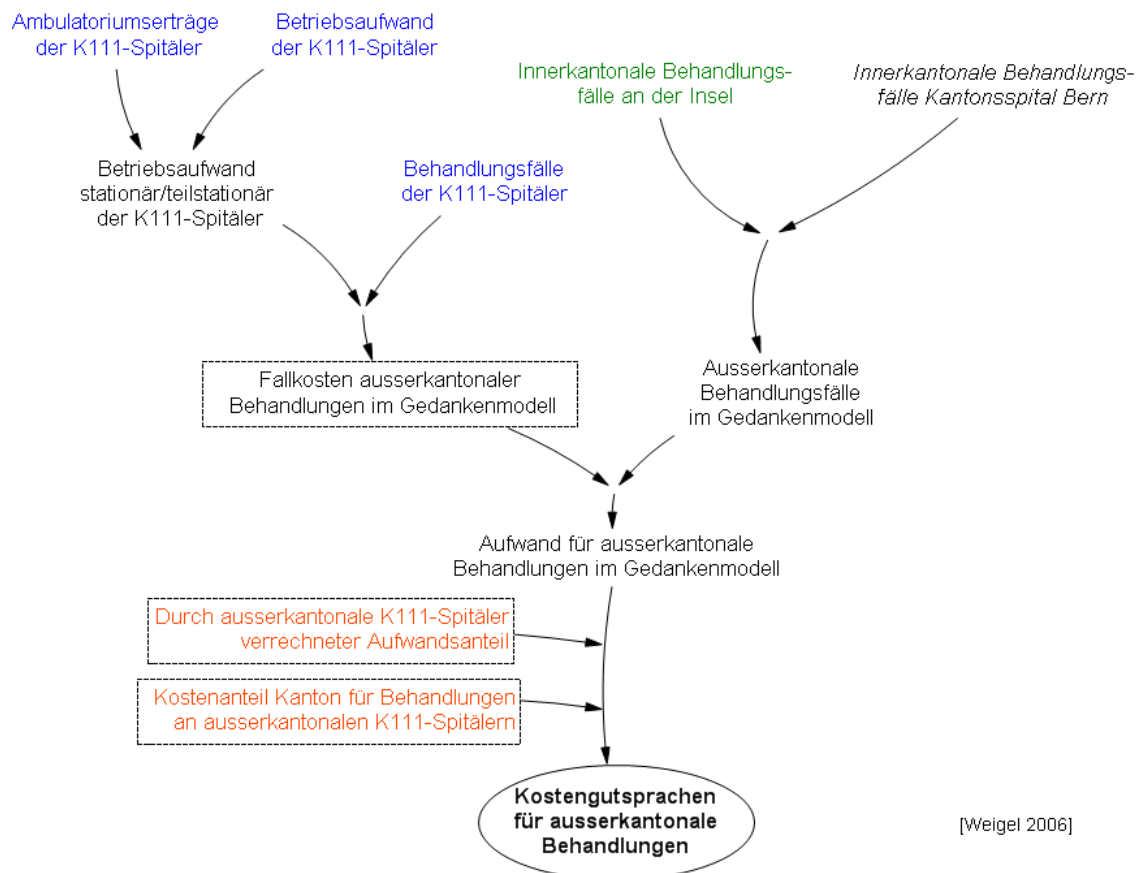 Ambulatoriumserträge
der K111-Spitäler
Betriebsaufwand
der K111-Spitäler
Innerkantonale Behandlungs-
fälle an der Insel
Innerkantonale Behandlungs-
fälle Kantonsspital Bern
Betriebsaufwand
stationär/teilstationär
der K111-Spitäler
Behandlungsfälle
der K111-Spitäler
Fallkosten ausserkantonaler
Behandlungen im Gedankenmodell
Ausserkantonale
Behandlungsfälle
im Gedankenmodell
Aufwand für ausserkantonale
Behandlungen im Gedankenmodell
Durch ausserkantonale K111-Spitäler
verrechneter Aufwandsanteil
Kostenanteil Kanton für Behandlungen
an ausserkantonalen K111-Spitälern
Kostengutsprachen
für ausserkantonale
Behandlungen
[Weigel 2006]